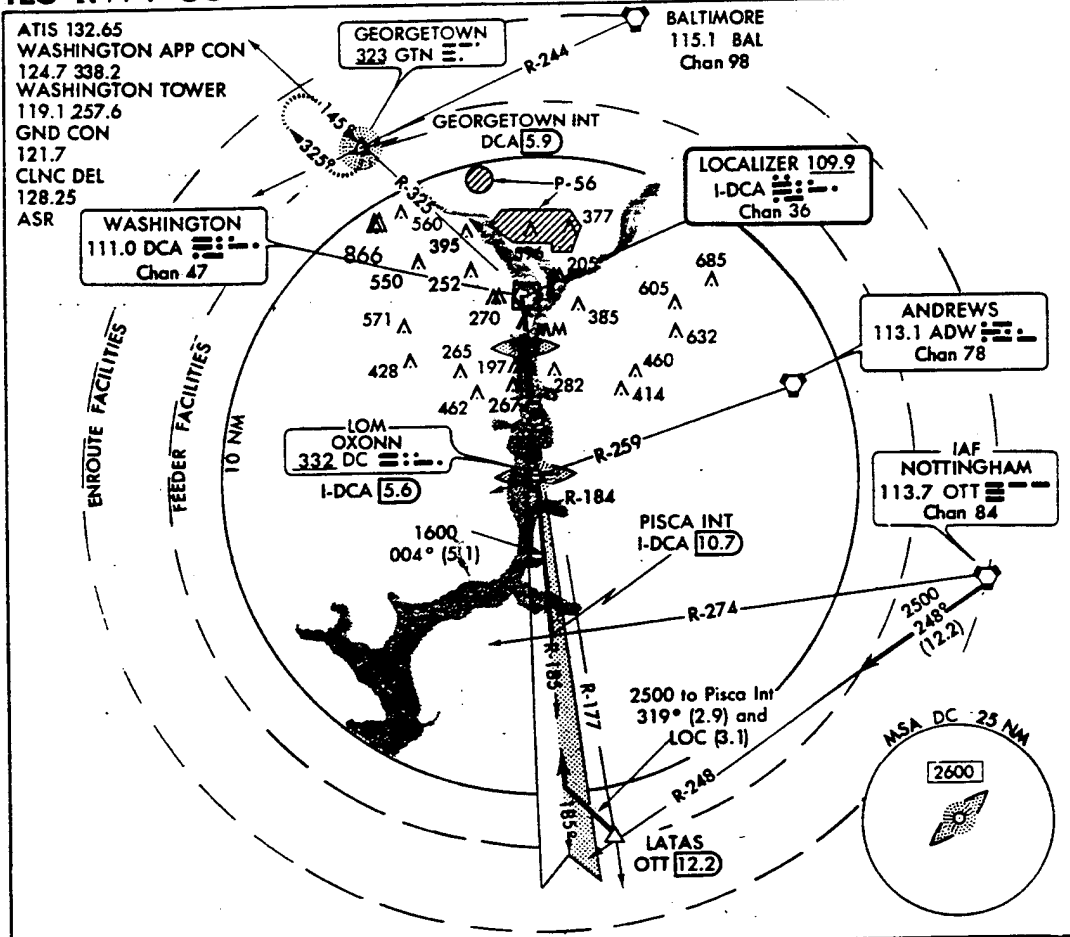 ATIS 132.65
WASHINGTON APP CON
124.7 338.2
WASHINGTON TOWER
119.1 257.6
GND CON
121.7
CLNC DEL
128.25
ASR
GEORGETOWN
323 GTN
BALTIMORE
115.1 BAL
Chan 98
R-244
145°
325°
GEORGETOWN INT
DCA 5.9
R-325
P-56
LOCALIZER 109.9
I-DCA
Chan 36
WASHINGTON
111.0 DCA
Chan 47
866
560
395
377
550
252
205
685
605
270
385
571
MM
632
265
197
460
428
282
414
462
267
ANDREWS
113.1 ADW
Chan 78
ENROUTE FACILITIES
FEEDER FACILITIES
10 NM
LOM
OXONN
332 DC
I-DCA 5.6
R-259
R-184
IAF
NOTTINGHAM
113.7 OTT
Chan 84
1600
004° (5.1)
PISCA INT
I-DCA 10.7
R-274
2500
248°
(12.2)
R-185
R-177
2500 to Pisca Int
319° (2.9) and
LOC (3.1)
R-248
185°
LATAS
OTT 12.2
MSA DC 25 NM
2600